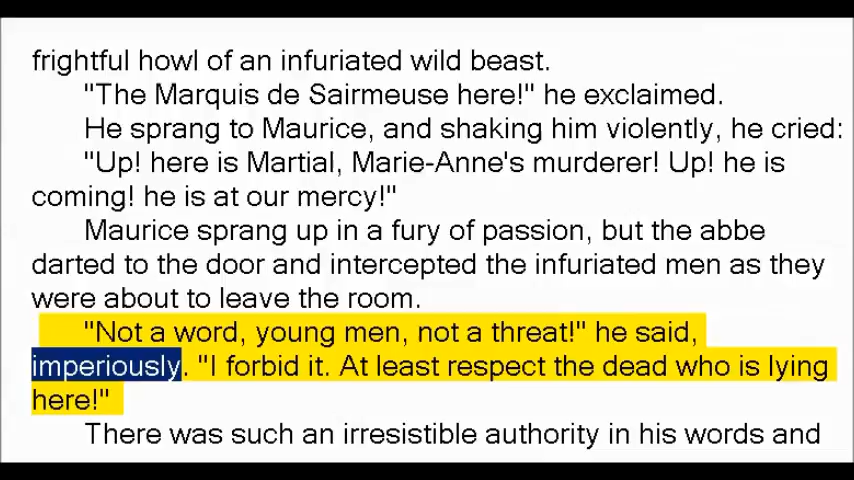 frightful howl of an infuriated wild beast.
"The Marquis de Sairmeuse here!" he exclaimed.
He sprang to Maurice, and shaking him violently, he cried:
"Up! here is Martial, Marie-Anne's murderer! Up! he is
coming! he is at our mercy!"
Maurice sprang up in a fury of passion, but the abbe
darted to the door and intercepted the infuriated men as they
were about to leave the room.
"Not a word, young men, not a threat!" he said,
imperiously. "I forbid it. At least respect the dead who is lying
here!"
There was such an irresistible authority in his words and